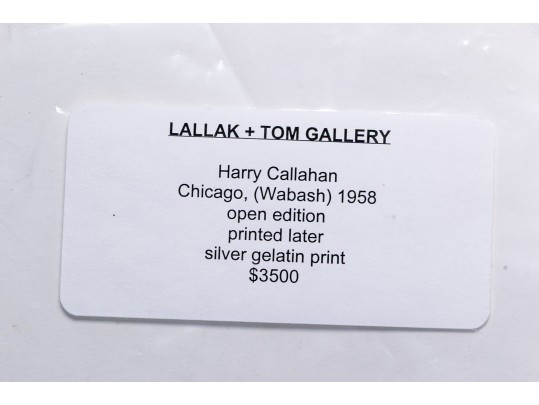 LALLAK + TOM GALLERY
Harry Callahan
Chicago, (Wabash) 1958
open edition
printed later
silver gelatin print
$3500